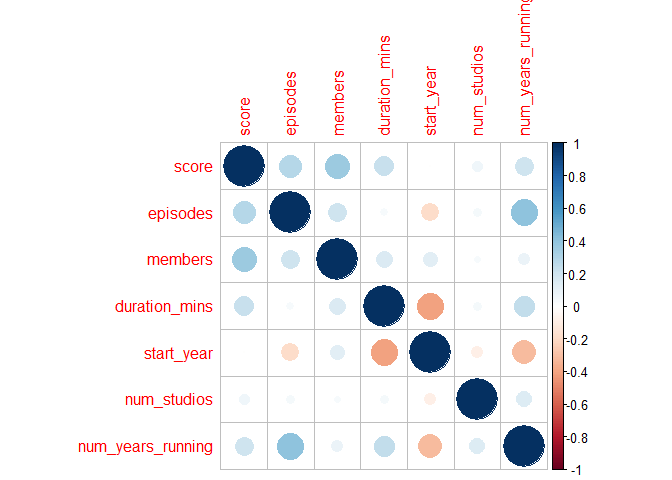 score
episodes
members
duration_mins
start_year
num_studios
num_years_running
score
episodes
members
duration_mins
start_year
num_studios
num_years_running
1
0.8
0.6
0.4
0.2
0
-0.2
-0.4
-0.6
-0.8
-1